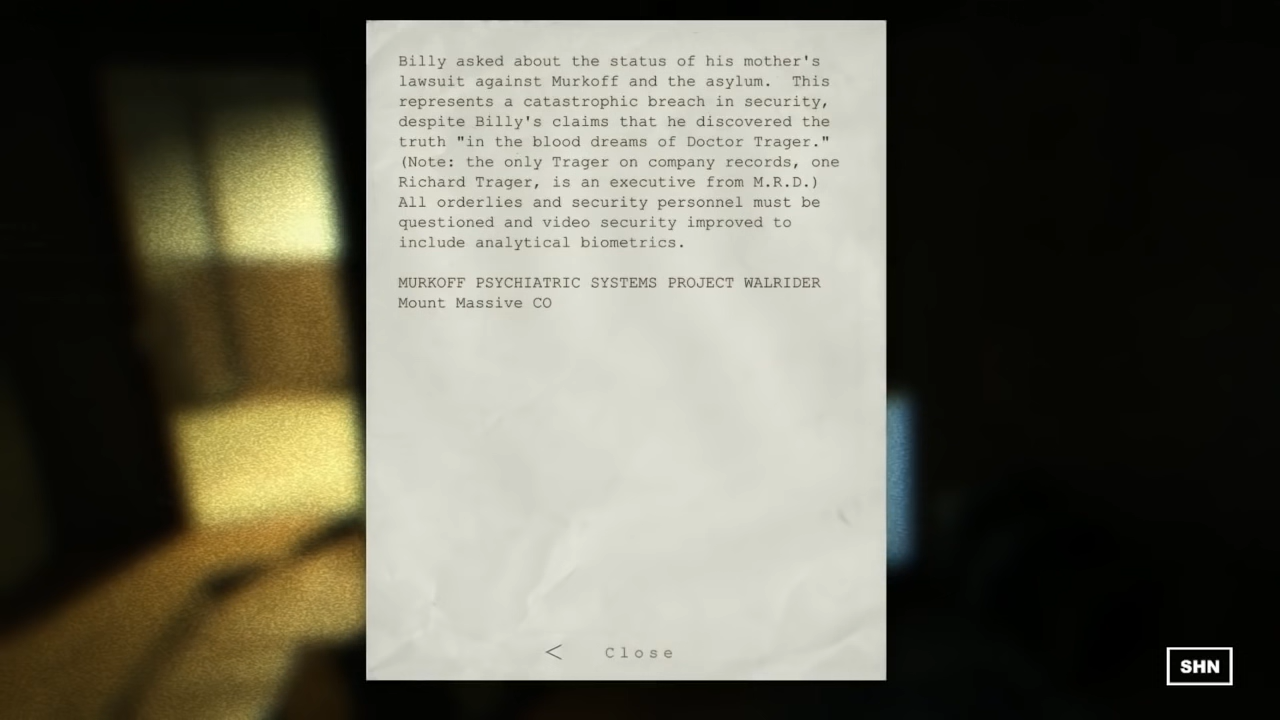 Billy asked about the status of his mother's
lawsuit against Murkoff and the asylum.  This
represents a catastrophic breach in security,
despite Billy's claims that he discovered the
truth "in the blood dreams of Doctor Trager."
(Note: the only Trager on company records, one
Richard Trager, is an executive from M.R.D.)
All orderlies and security personnel must be
questioned and video security improved to
include analytical biometrics.

MURKOFF PSYCHIATRIC SYSTEMS PROJECT WALRIDER
Mount Massive CO
< Close
SHN